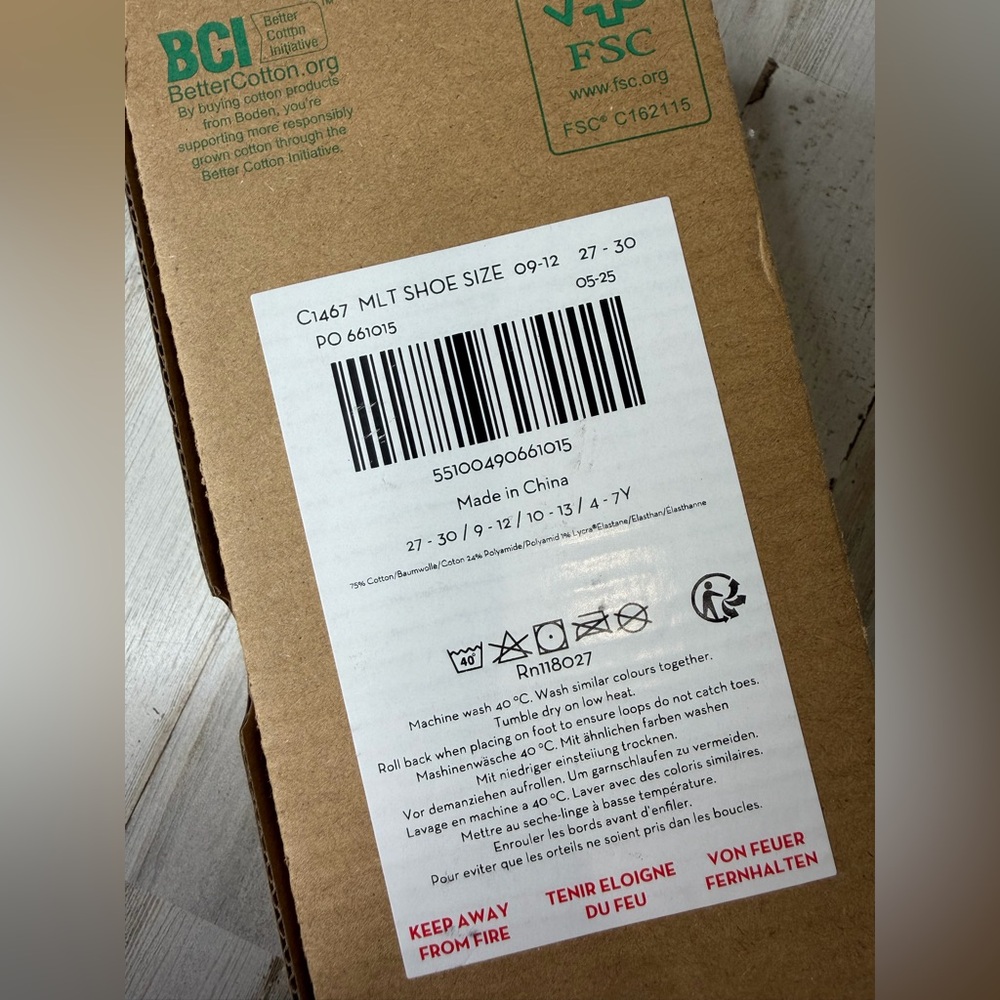 BCI
Better
Cotton
Initiative
TM
BetterCotton.org
By buying cotton products
from Boden, you're
supporting more responsibly
grown cotton through the
Better Cotton Initiative.
FSC
www.fsc.org
FSC® C162115
C1467 MLT SHOE SIZE 09-12 27 - 30
PO 661015 05-25
55100490661015
Made in China
27 - 30 / 9 - 12 / 10 - 13 / 4 - 7Y
75% Cotton/Baumwolle/Coton 24% Polyamide/Polyamid 1% Lycra®Elastane/Elasthan/Élasthanne
40°
Rn118027
Machine wash 40 °C. Wash similar colours together.
Tumble dry on low heat.
Roll back when placing on foot to ensure loops do not catch toes.
Mashinenwäsche 40 °C. Mit ähnlichen farben washen
Mit niedriger einsteiiung trocknen.
Vor demanziehen aufrollen. Um garnschlaufen zu vermeiden.
Lavage en machine a 40 °C. Laver avec des coloris similaires.
Mettre au seche-linge à basse température.
Enrouler les bords avant d'enfiler.
Pour eviter que les orteils ne soient pris dan les boucles.
KEEP AWAY
FROM FIRE
TENIR ELOIGNE
DU FEU
VON FEUER
FERNHALTEN